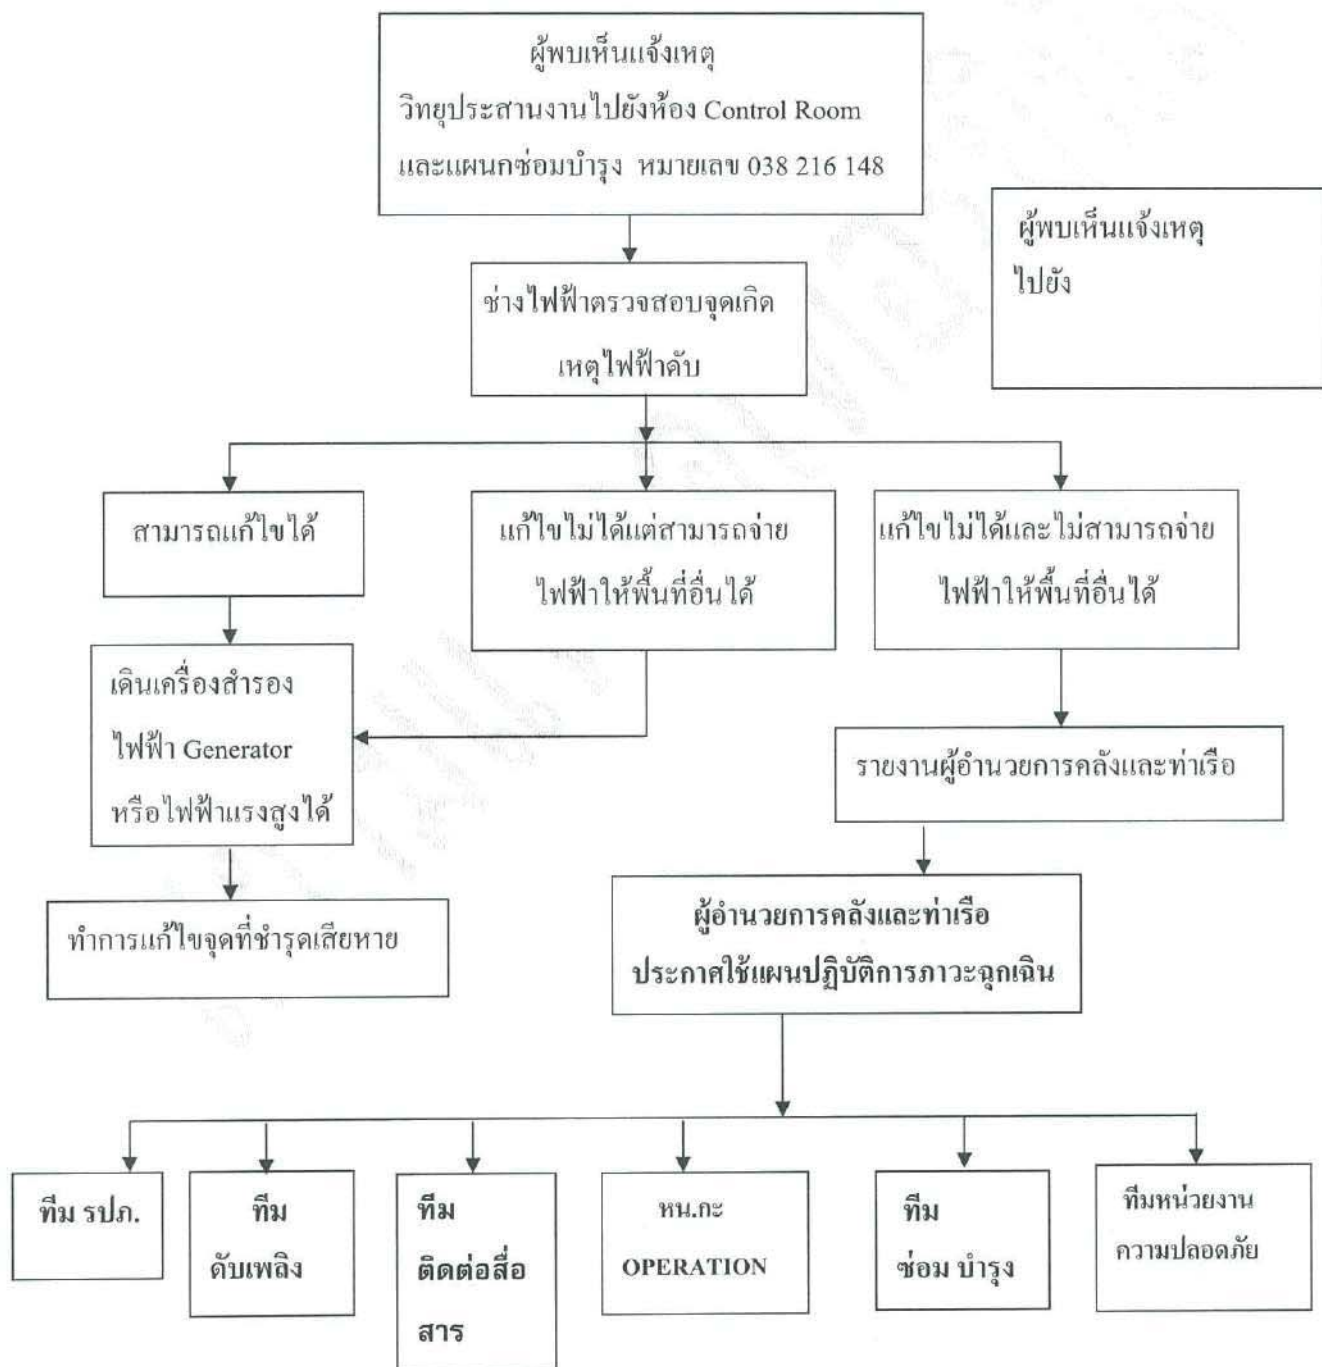 ผู้พบเห็นแจ้งเหตุ
วิทยุประสานงานไปยังห้อง Control Room
และแผนกซ่อมบำรุง หมายเลข 038 216 148
ผู้พบเห็นแจ้งเหตุ
ไปยัง
ช่างไฟฟ้าตรวจสอบจุดเกิด
เหตุไฟฟ้าดับ
สามารถแก้ไขได้
แก้ไขไม่ได้แต่สามารถจ่าย
ไฟฟ้าให้พื้นที่อื่นได้
แก้ไขไม่ได้และไม่สามารถจ่าย
ไฟฟ้าให้พื้นที่อื่นได้
เดินเครื่องสำรอง
ไฟฟ้า Generator
หรือไฟฟ้าแรงสูงได้
รายงานผู้อำนวยการคลังและท่าเรือ
ทำการแก้ไขจุดที่ชำรุดเสียหาย
ผู้อำนวยการคลังและท่าเรือ
ประกาศใช้แผนปฏิบัติการภาวะฉุกเฉิน
ทีม รปภ.
ทีม
ดับเพลิง
ทีม
ติดต่อสื่อ
สาร
หน.กะ
OPERATION
ทีม
ซ่อม บำรุง
ทีมหน่วยงาน
ความปลอดภัย